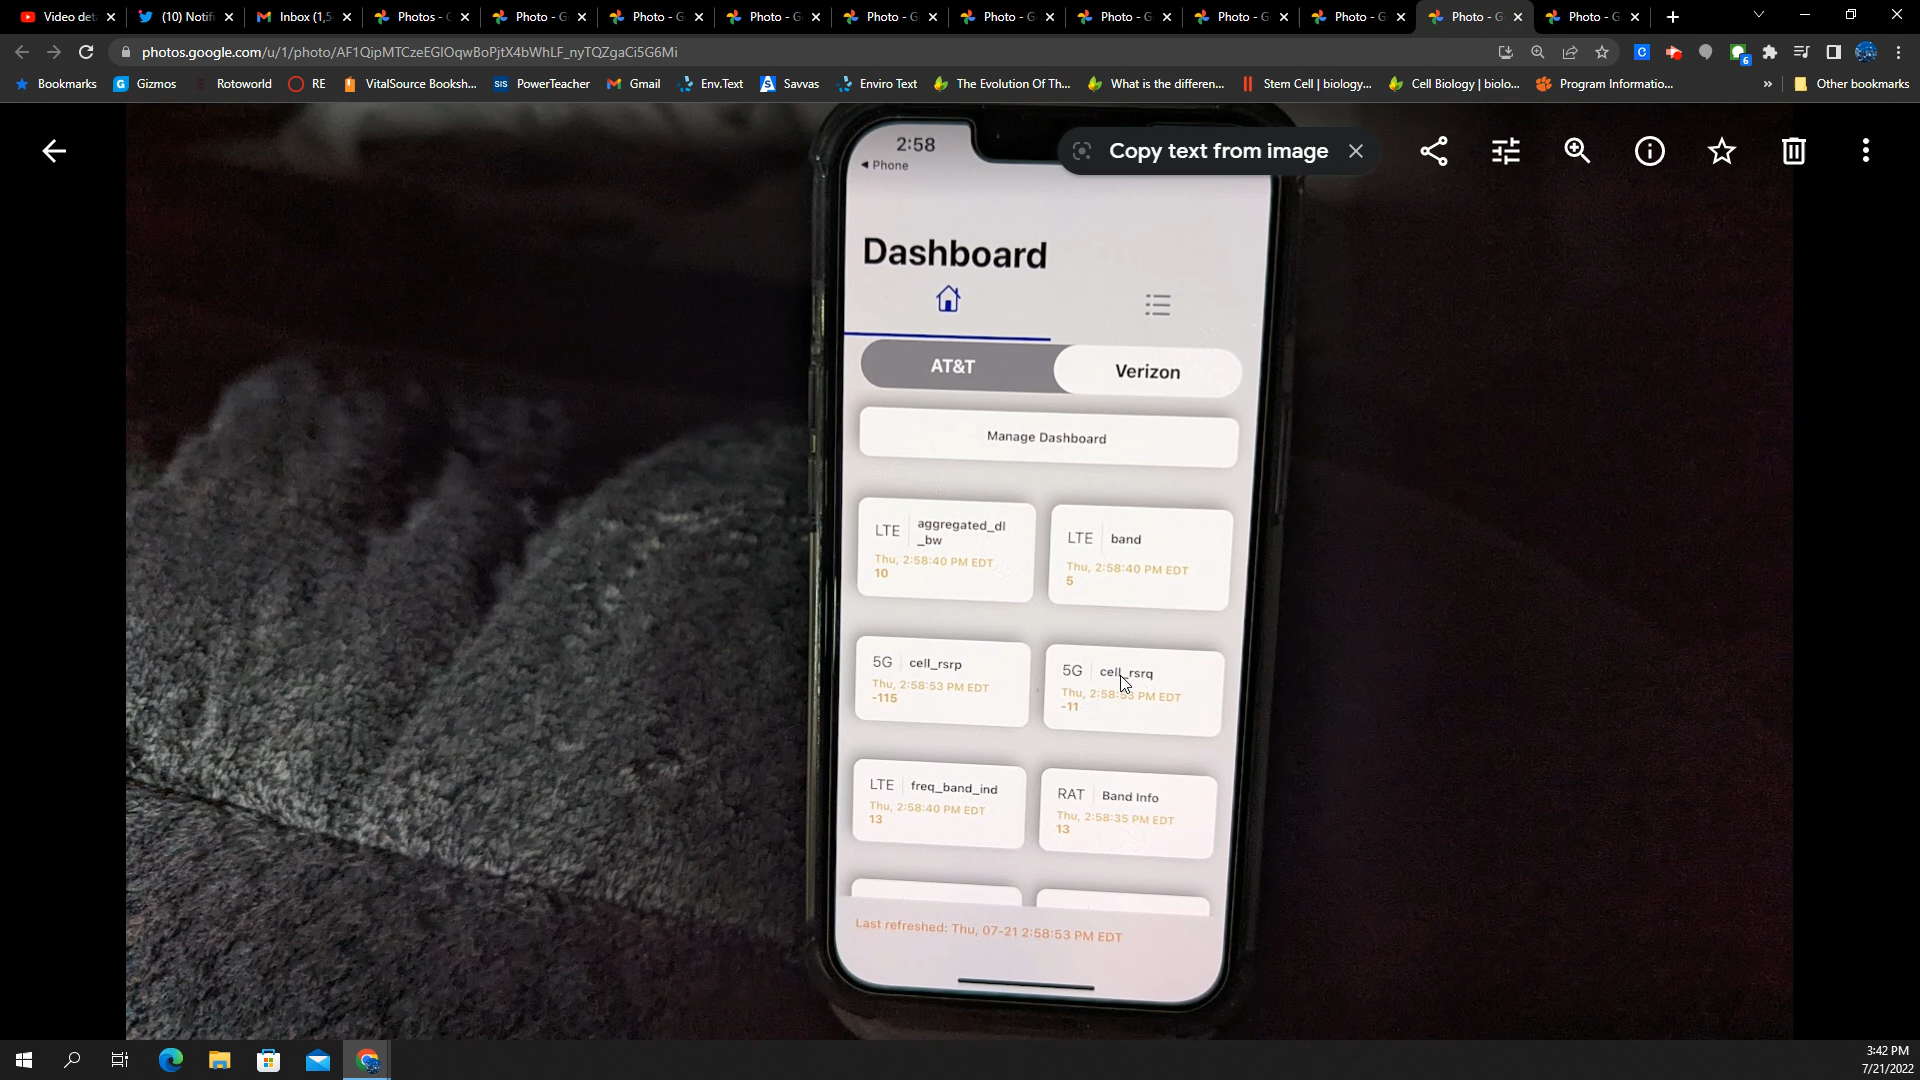 Video det
(10) Notifi
Inbox (1,5
Photos - G
Photo - G
Photo - G
Photo - G
Photo - G
Photo - G
Photo - G
Photo - G
Photo - G
Photo - G
Photo - G
photos.google.com/u/1/photo/AF1QipMTCzeEGlOqwBoPjtX4bWhLF_nyTQZgaCi5G6Mi
Bookmarks
Gizmos
Rotoworld
RE
VitalSource Booksh...
SIS
PowerTeacher
Gmail
Env.Text
Savvas
Enviro Text
The Evolution Of Th...
What is the differen...
Stem Cell | biology...
Cell Biology | biolo...
Program Informatio...
Other bookmarks
6
Copy text from image
2:58
Phone
Dashboard
AT&T
Verizon
Manage Dashboard
LTE
aggregated_dl
_bw
Thu, 2:58:40 PM EDT
10
LTE
band
Thu, 2:58:40 PM EDT
5
5G
cell_rsrp
Thu, 2:58:53 PM EDT
-115
5G
cell_rsrq
Thu, 2:58:53 PM EDT
-11
LTE
freq_band_ind
Thu, 2:58:40 PM EDT
13
RAT
Band Info
Thu, 2:58:35 PM EDT
13
Last refreshed: Thu, 07-21 2:58:53 PM EDT
3:42 PM
7/21/2022